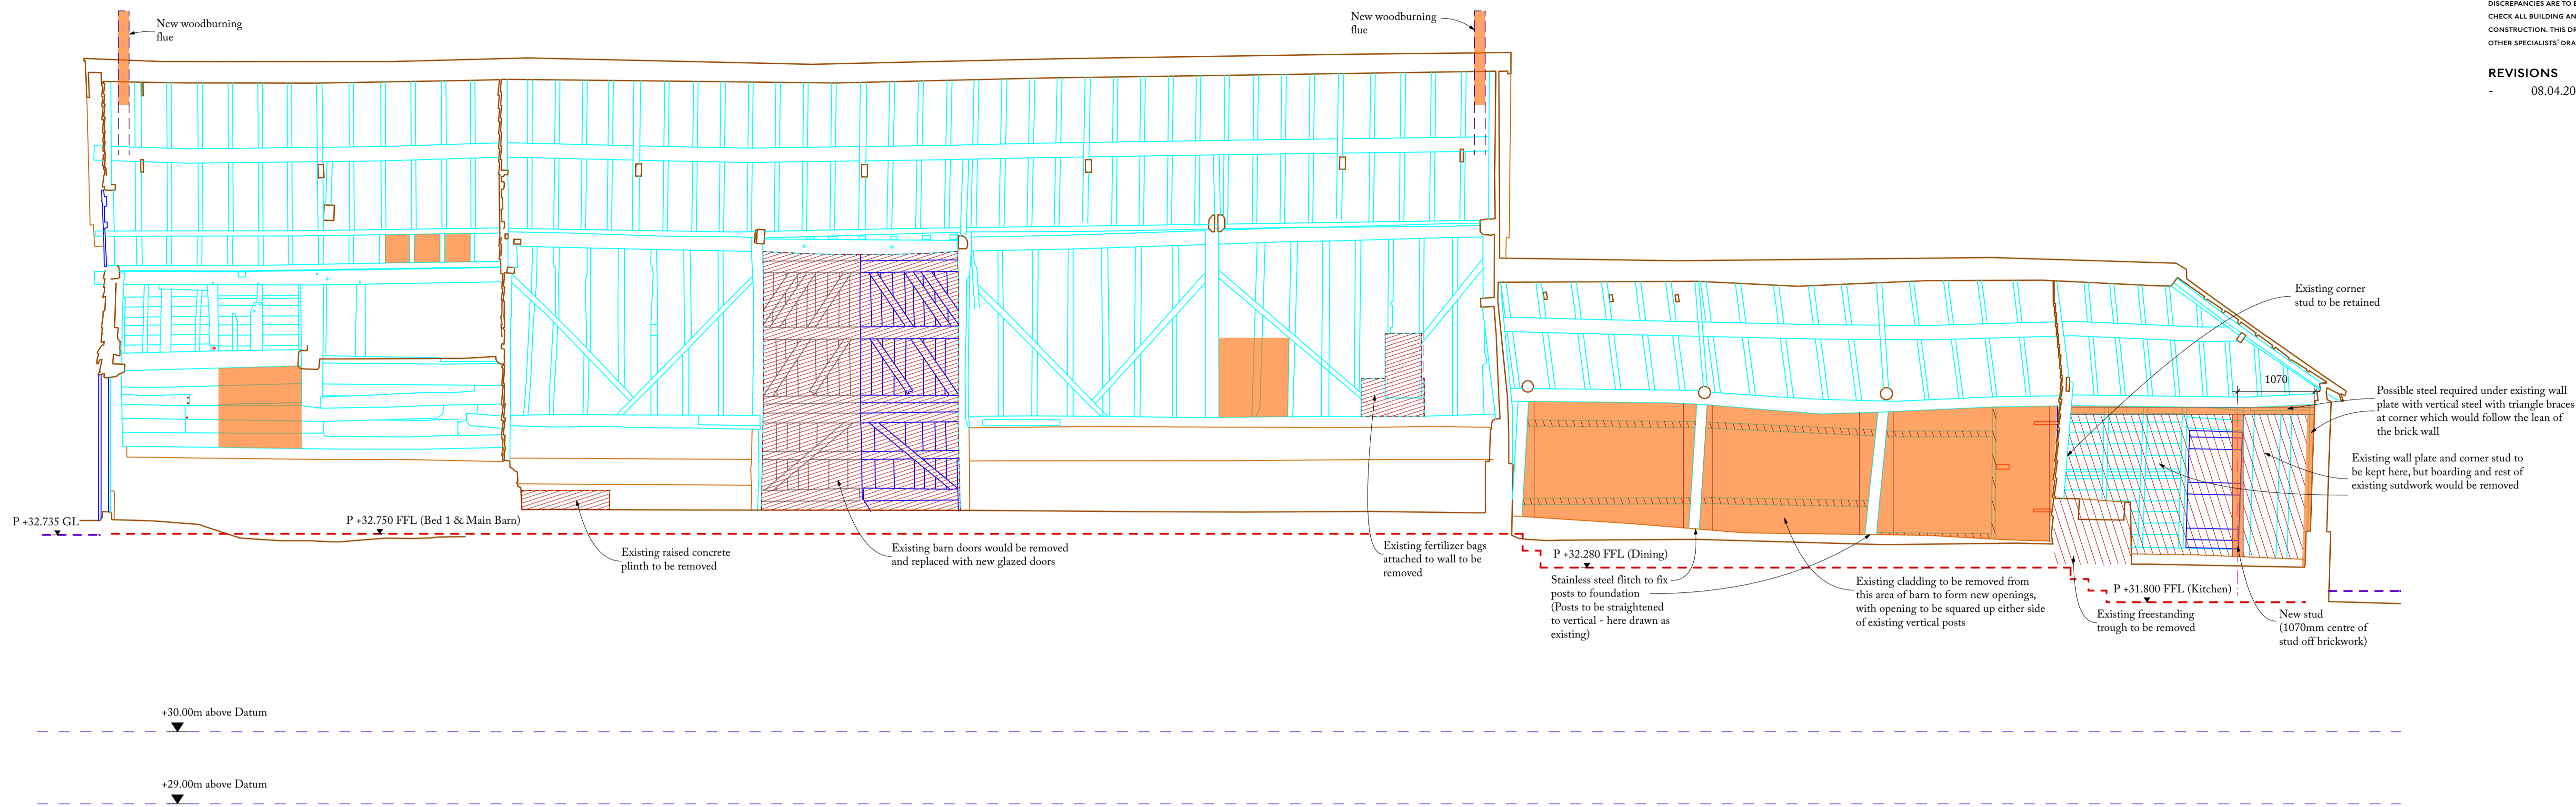 New woodburning
flue
New woodburning
flue
DISCREPANCIES ARE TO
CHECK ALL BUILDING
CONSTRUCTION. THIS
OTHER SPECIALISTS'
REVISIONS
- 08.04.20
Existing corner
stud to be retained
1070
Possible steel required under existing wall
plate with vertical steel with triangle braces
at corner which would follow the lean of
the brick wall
Existing wall plate and corner stud to
be kept here, but boarding and rest of
existing sutdwork would be removed
P +32.735 GL
P +32.750 FFL (Bed 1 & Main Barn)
Existing raised concrete
plinth to be removed
Existing barn doors would be removed
and replaced with new glazed doors
Existing fertilizer bags
attached to wall to be
removed
P +32.280 FFL (Dining)
Stainless steel flitch to fix
posts to foundation
(Posts to be straightened
to vertical - here drawn as
existing)
Existing cladding to be removed from
this area of barn to form new openings,
with opening to be squared up either side
of existing vertical posts
P +31.800 FFL (Kitchen)
Existing freestanding
trough to be removed
New stud
(1070mm centre of
stud off brickwork)
+30.00m above Datum
+29.00m above Datum